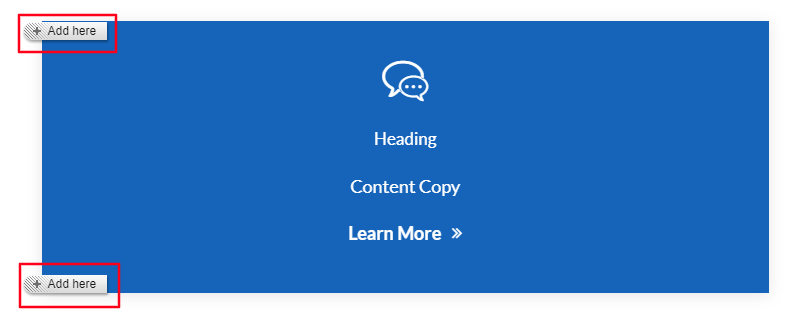 + Add here
Heading
Content Copy
Learn More »
+ Add here